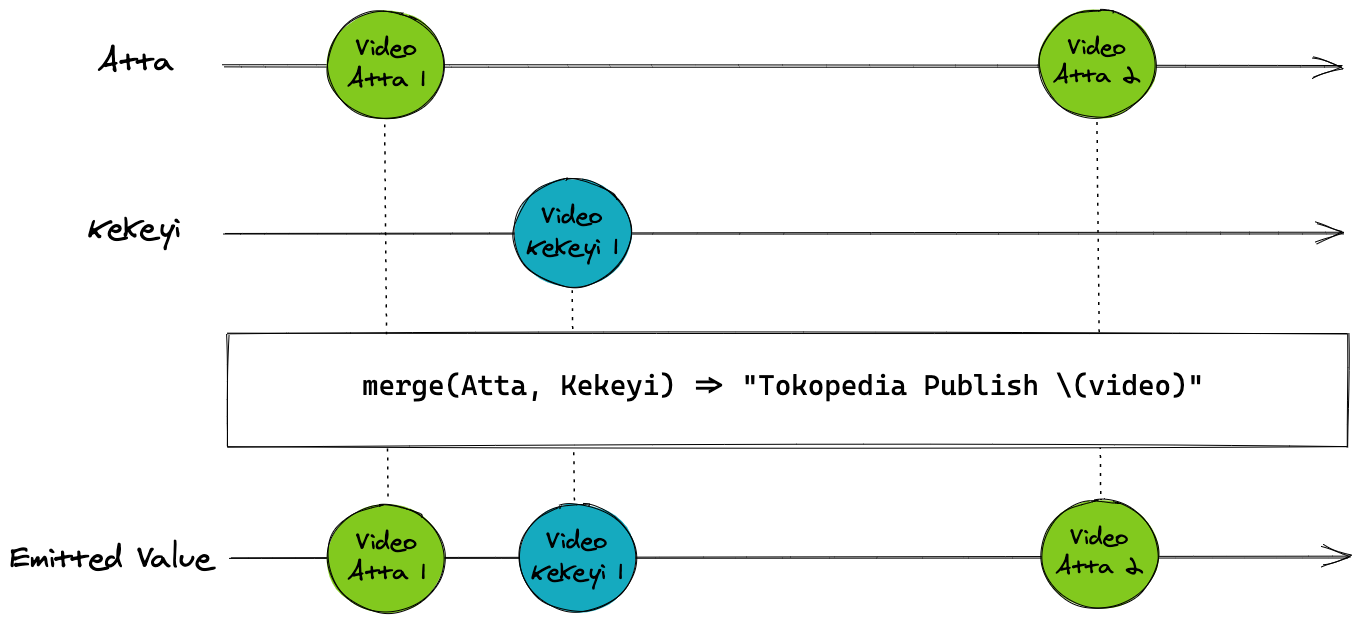 Atta
Video
Atta 1
Video
Atta 2
Kekeyi
Video
Kekeyi 1
merge(Atta, Kekeyi) => "Tokopedia Publish \(video)"
Emitted Value
Video
Atta 1
Video
Kekeyi 1
Video
Atta 2